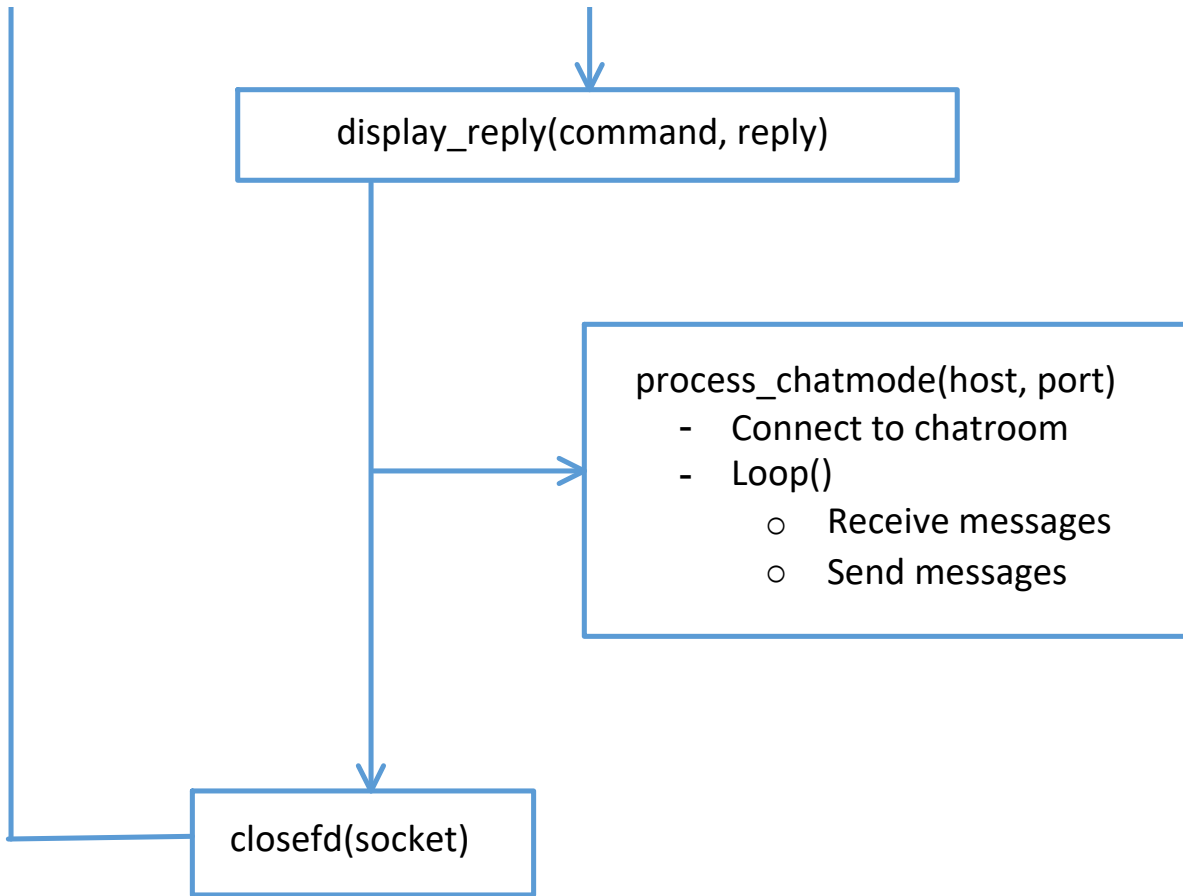 display_reply(command, reply)
process_chatmode(host, port)
- Connect to chatroom
- Loop()
o Receive messages
o Send messages
closefd(socket)